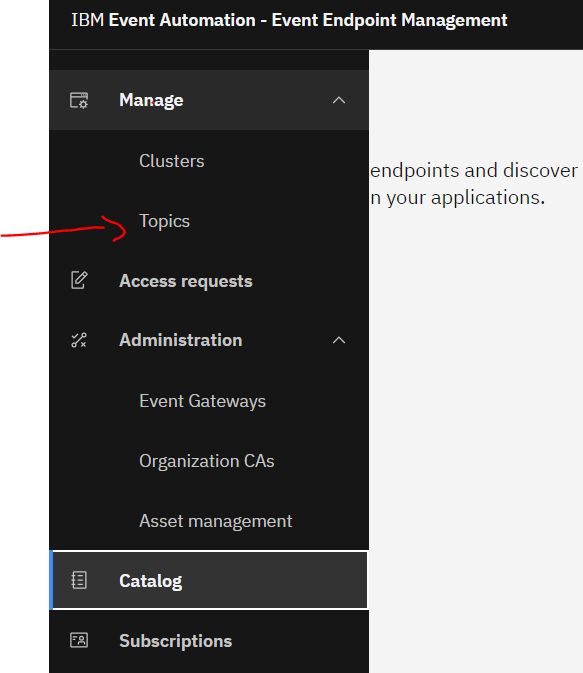 IBM Event Automation - Event Endpoint Management
Manage
Clusters
endpoints and discover
n your applications.
Topics
Access requests
Administration
Event Gateways
Organization CAs
Asset management
Catalog
Subscriptions